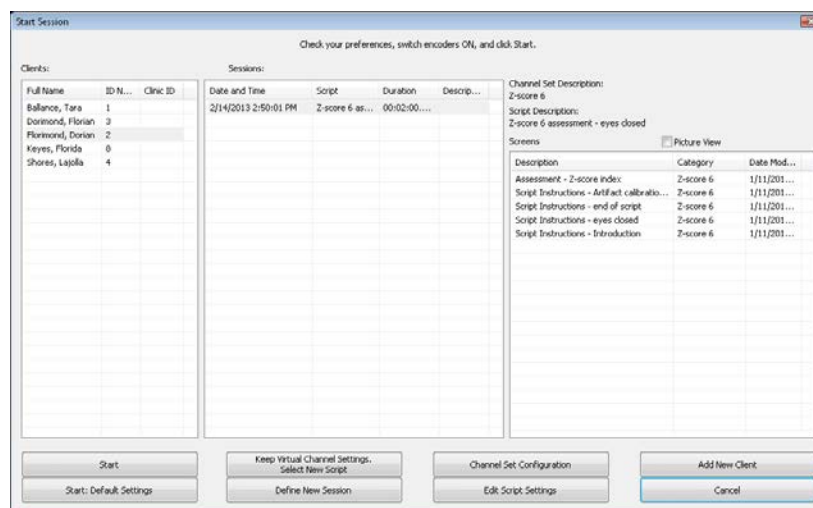 Start Session
Check your preferences, switch encoders ON, and click Start.
Clients:
Sessions:
Full Name ID N... Clinic ID
Ballance, Tara 1
Dorimond, Florian 3
Florimond, Dorian 2
Keyes, Florida 0
Shores, Lajolla 4
Date and Time Script Duration Descrip...
2/14/2013 2:50:01 PM Z-score 6 as... 00:02:00....
Channel Set Description:
Z-score 6
Script Description:
Z-score 6 assessment - eyes closed
Screens Picture View
Description Category Date Mod...
Assessment - Z-score index Z-score 6 1/11/201...
Script Instructions - Artifact calibratio... Z-score 6 1/11/201...
Script Instructions - end of script Z-score 6 1/11/201...
Script Instructions - eyes closed Z-score 6 1/11/201...
Script Instructions - Introduction Z-score 6 1/11/201...
Start
Keep Virtual Channel Settings.
Select New Script
Channel Set Configuration
Add New Client
Start: Default Settings
Define New Session
Edit Script Settings
Cancel